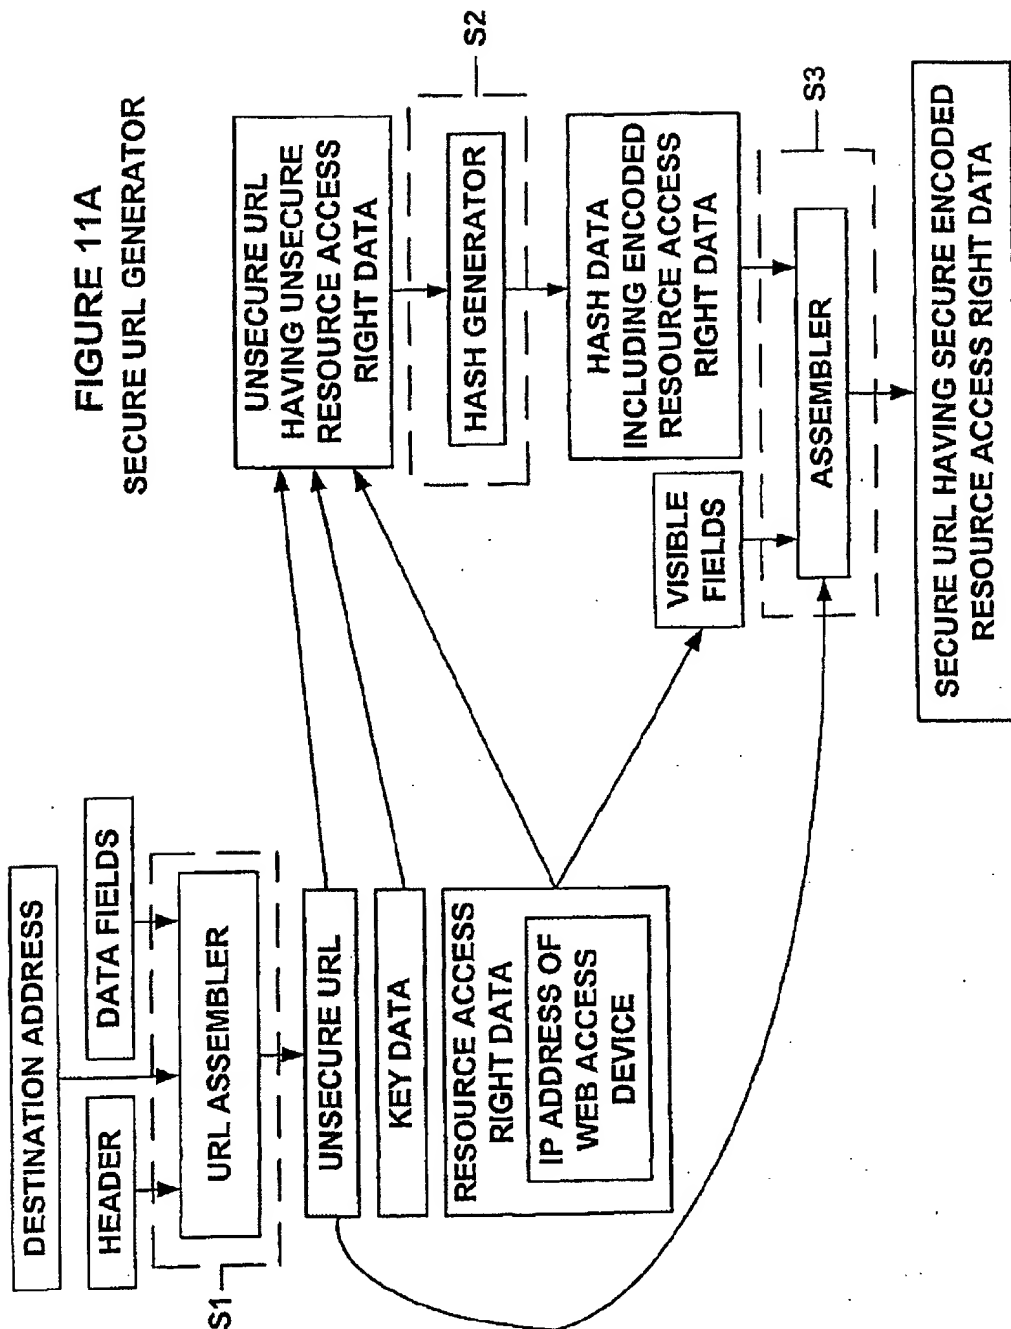 FIGURE 11A
SECURE URL GENERATOR
DESTINATION ADDRESS
HEADER
DATA FIELDS
S1
URL ASSEMBLER
UNSECURE URL
KEY DATA
RESOURCE ACCESS
RIGHT DATA
IP ADDRESS OF
WEB ACCESS
DEVICE
UNSECURE URL
HAVING UNSECURE
RESOURCE ACCESS
RIGHT DATA
S2
HASH GENERATOR
HASH DATA
INCLUDING ENCODED
RESOURCE ACCESS
RIGHT DATA
VISIBLE
FIELDS
S3
ASSEMBLER
SECURE URL HAVING SECURE ENCODED
RESOURCE ACCESS RIGHT DATA